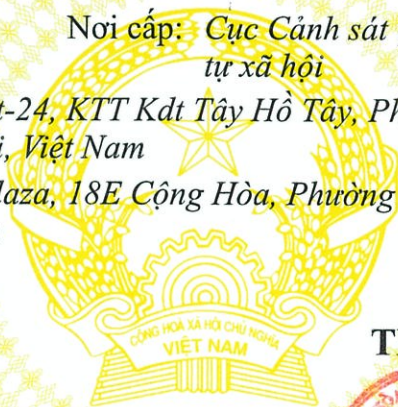 Nơi cấp: Cục Cảnh sát
tự xã hội
t-24, KTT Kdt Tây Hồ Tây, Ph
i, Việt Nam
laza, 18E Cộng Hòa, Phường
CỘNG HÒA XÃ HỘI CHỦ NGHĨA
VIỆT NAM
T